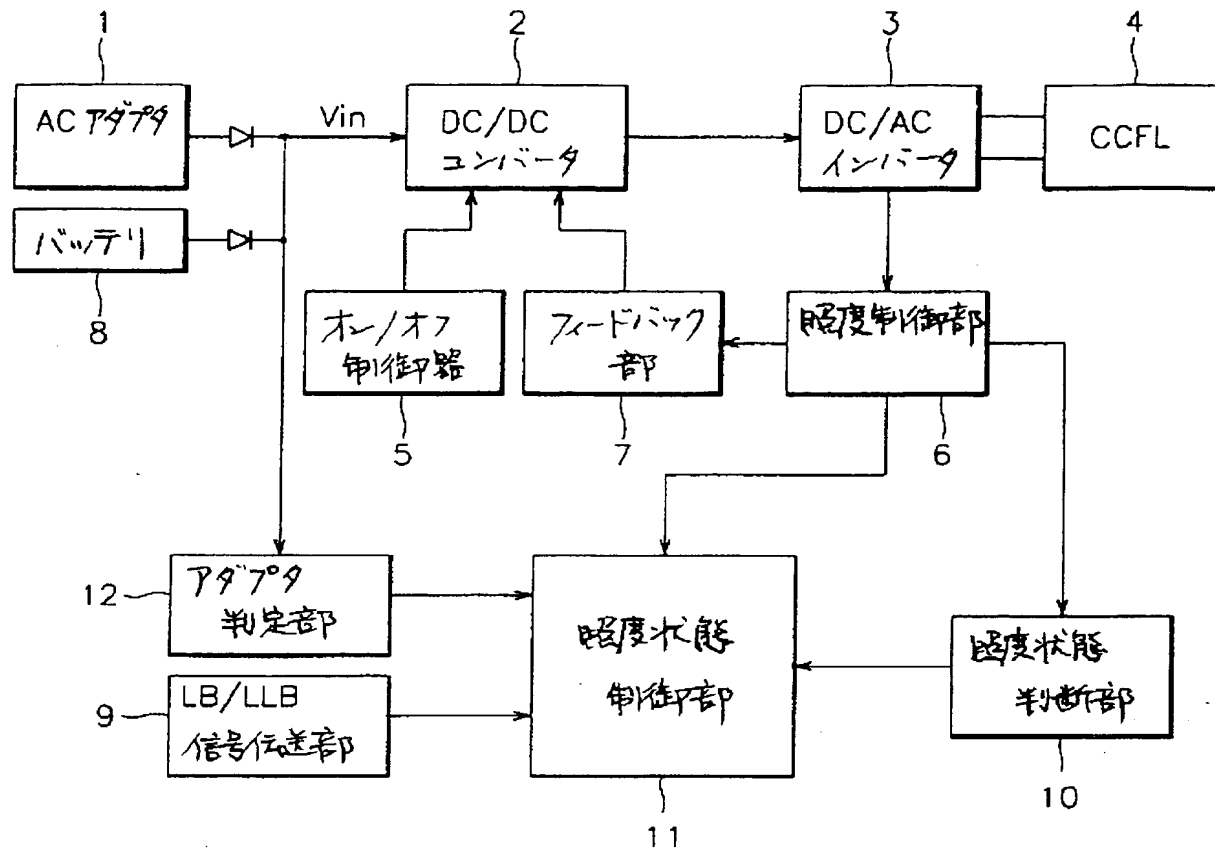 1
2
3
4
AC アダプタ
Vin
DC/DC
コンバータ
DC/AC
インバータ
CCFL
バッテリ
8
オン/オフ
制御器
5
フィードバック
部
7
照度制御部
6
アダプタ
判定部
12
LB/LLB
信号伝送部
9
照度状態
制御部
11
照度状態
判断部
10